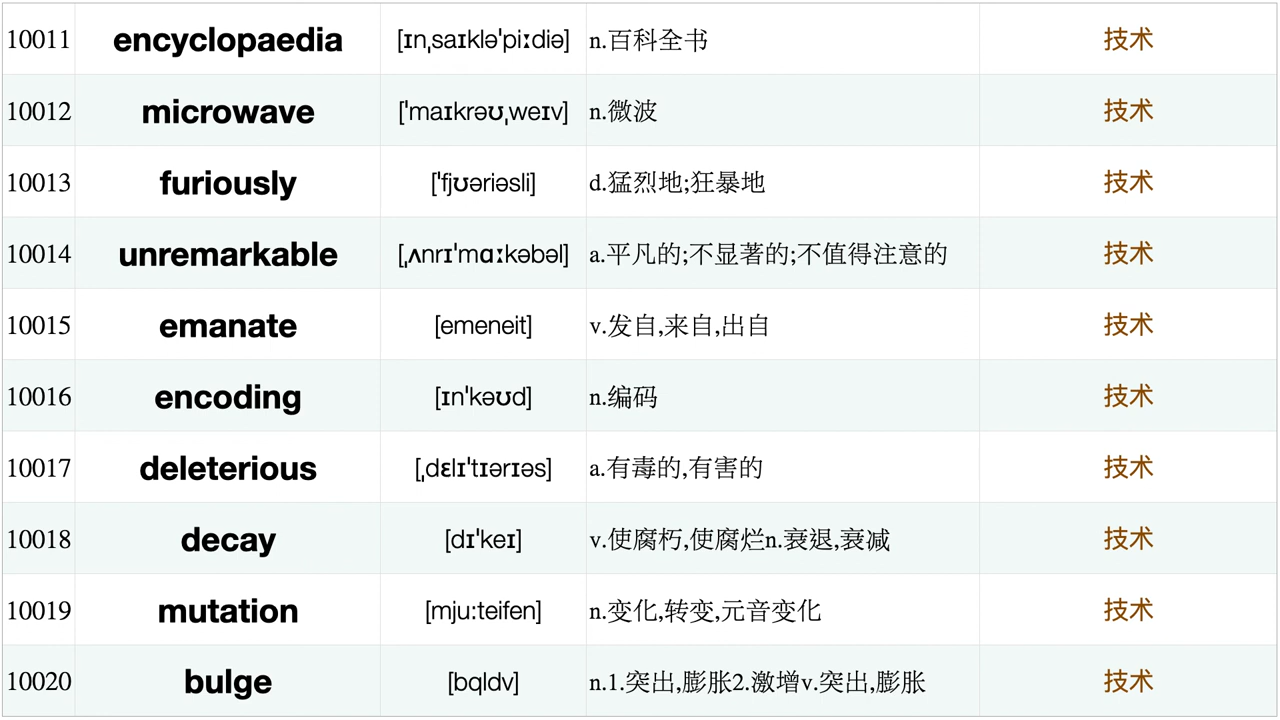 10011 encyclopaedia [ɪnˌsaɪklə'piːdiə] n.百科全书 技术
10012 microwave ['maɪkrəʊˌweɪv] n.微波 技术
10013 furiously ['fjʊəriəsli] d.猛烈地;狂暴地 技术
10014 unremarkable [ˌʌnrɪ'mɑːkəbəl] a.平凡的;不显著的;不值得注意的 技术
10015 emanate [emeneit] v.发自,来自,出自 技术
10016 encoding [ɪn'kəʊd] n.编码 技术
10017 deleterious [ˌdɛlɪ'tɪərɪəs] a.有毒的,有害的 技术
10018 decay [dɪ'keɪ] v.使腐朽,使腐烂n.衰退,衰减 技术
10019 mutation [mju:teifen] n.变化,转变,元音变化 技术
10020 bulge [bqldv] n.1.突出,膨胀2.激增v.突出,膨胀 技术